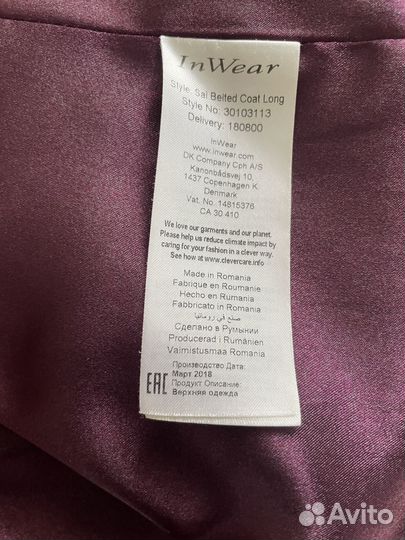 InWear
Style: Sai Belted Coat Long
Style No: 30103113
Delivery: 180800
InWear
www.inwear.com
DK Company Cph A/S
Kanonbådsvej 10,
1437 Copenhagen K
Denmark
Vat. No. 14815376
CA 30 410
We love our garments and our planet.
Please help us reduce climate impact by
caring for your fashion in a clever way.
See how at www.clevercare.info
Made in Romania
Fabrique en Roumanie
Hecho en Rumania
Fabbricato in Romania
صنع في رومانيا
Сделано в Румынии
Producerad i Rumänien
Valmistusmaa Romania
Производство Дата:
Март 2018
EAC Продукт Описание:
Верхняя одежда
Avito